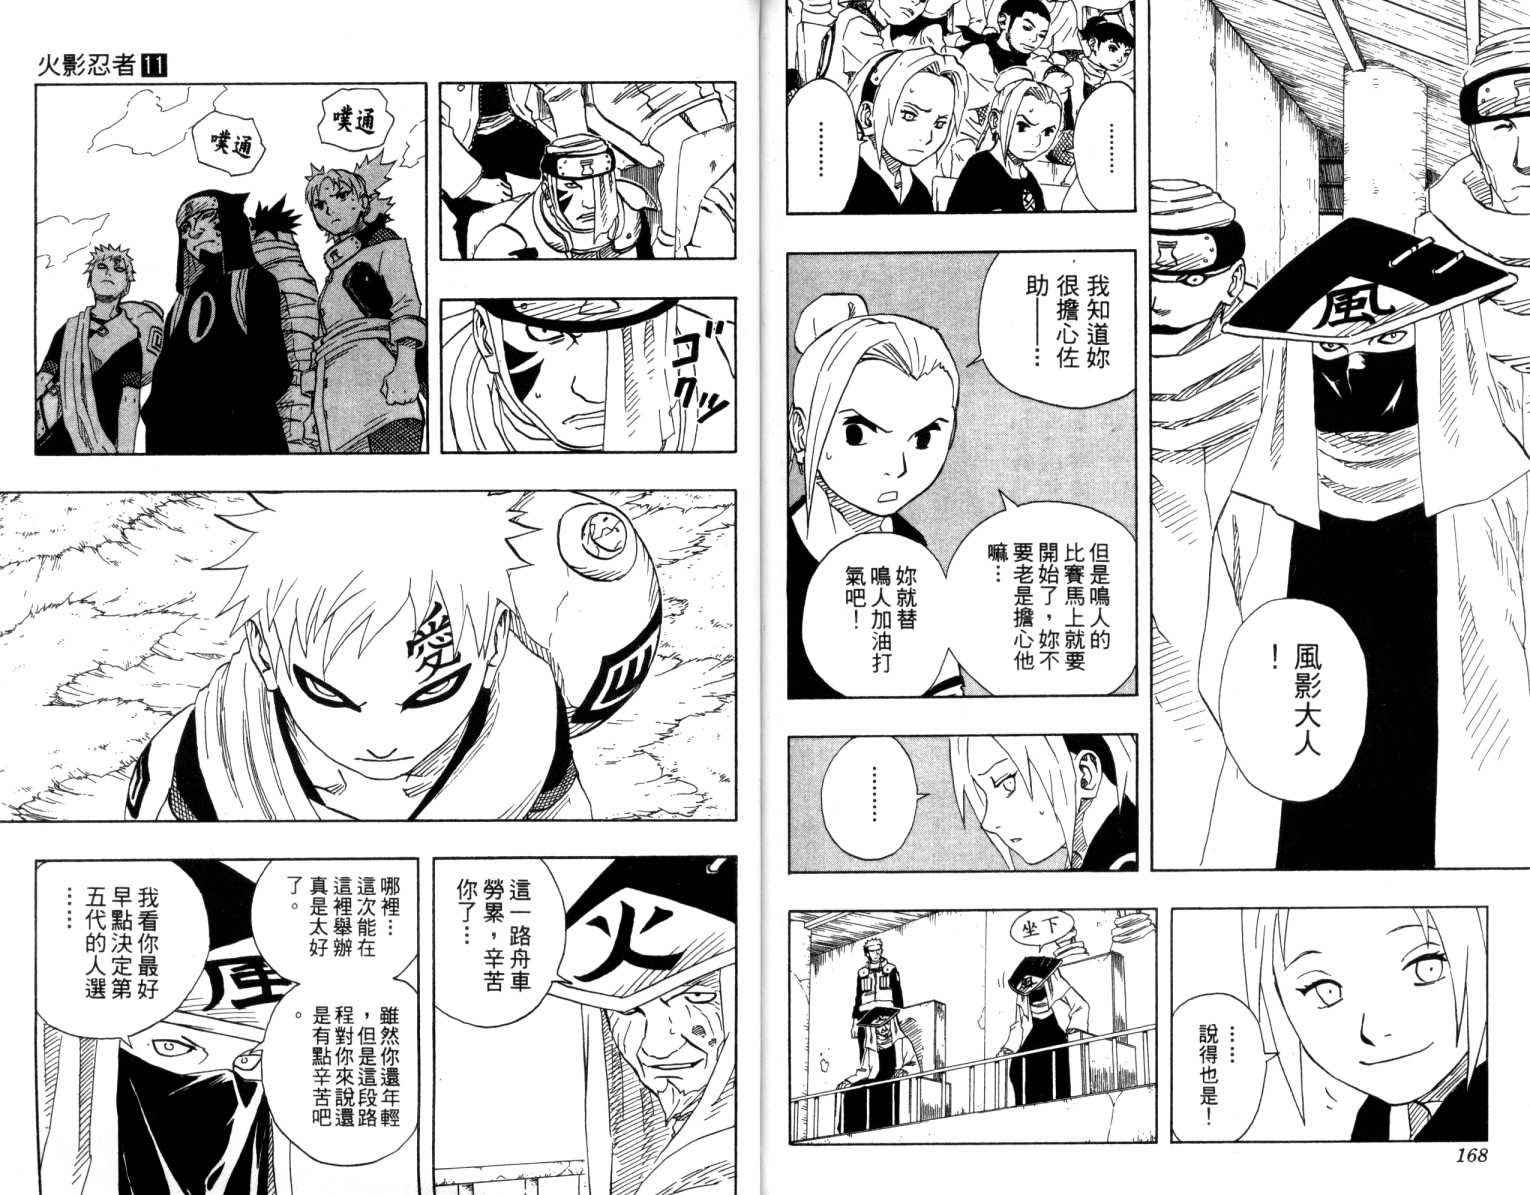 風
風影大人
！
……
……
我知道妳
很擔心佐
助——…
但是鳴人的
比賽馬上就要
開始了，妳不
要老是擔心他
嘛…
妳就替
鳴人加油打
氣吧！
……
……
說得也是！
坐下
風
168
火影忍者11
噗通
噗通
ゴクッ
愛
火
這一路舟車
勞累，辛苦
你了…
風
哪裡…
這次能在
這裡舉辦
真是太好
了。
雖然你還年輕
，但是這段路
程對你來說還
是有點辛苦吧
。
我看你最好
早點決定第
五代的人選
……